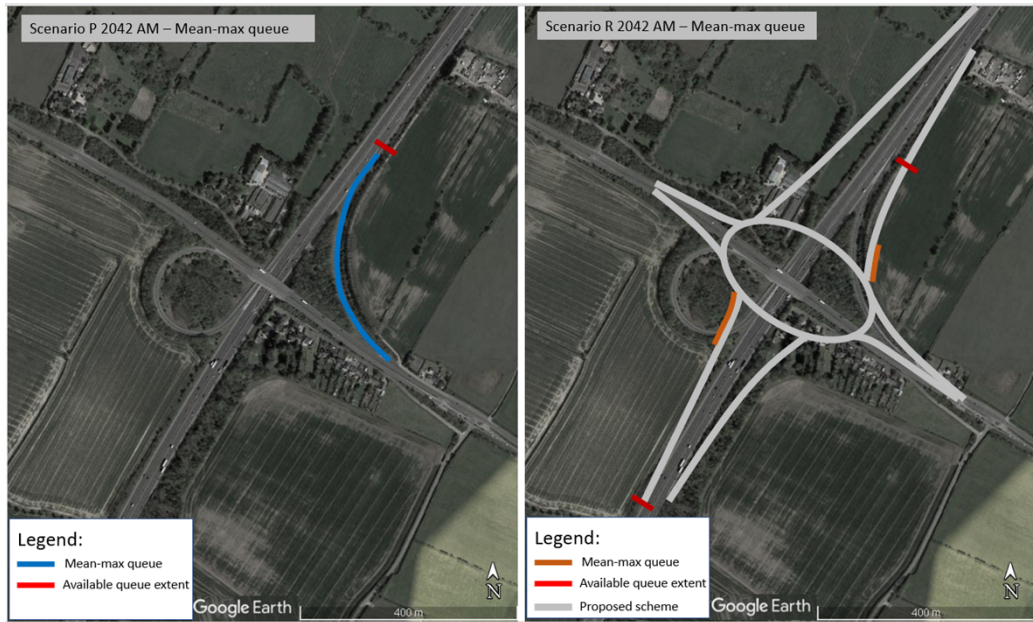 Scenario P 2042 AM – Mean-max queue
Legend:
Mean-max queue
Available queue extent
N
Google Earth
400 m
Scenario R 2042 AM – Mean-max queue
Legend:
Mean-max queue
Available queue extent
Proposed scheme
N
Google Earth
400 m